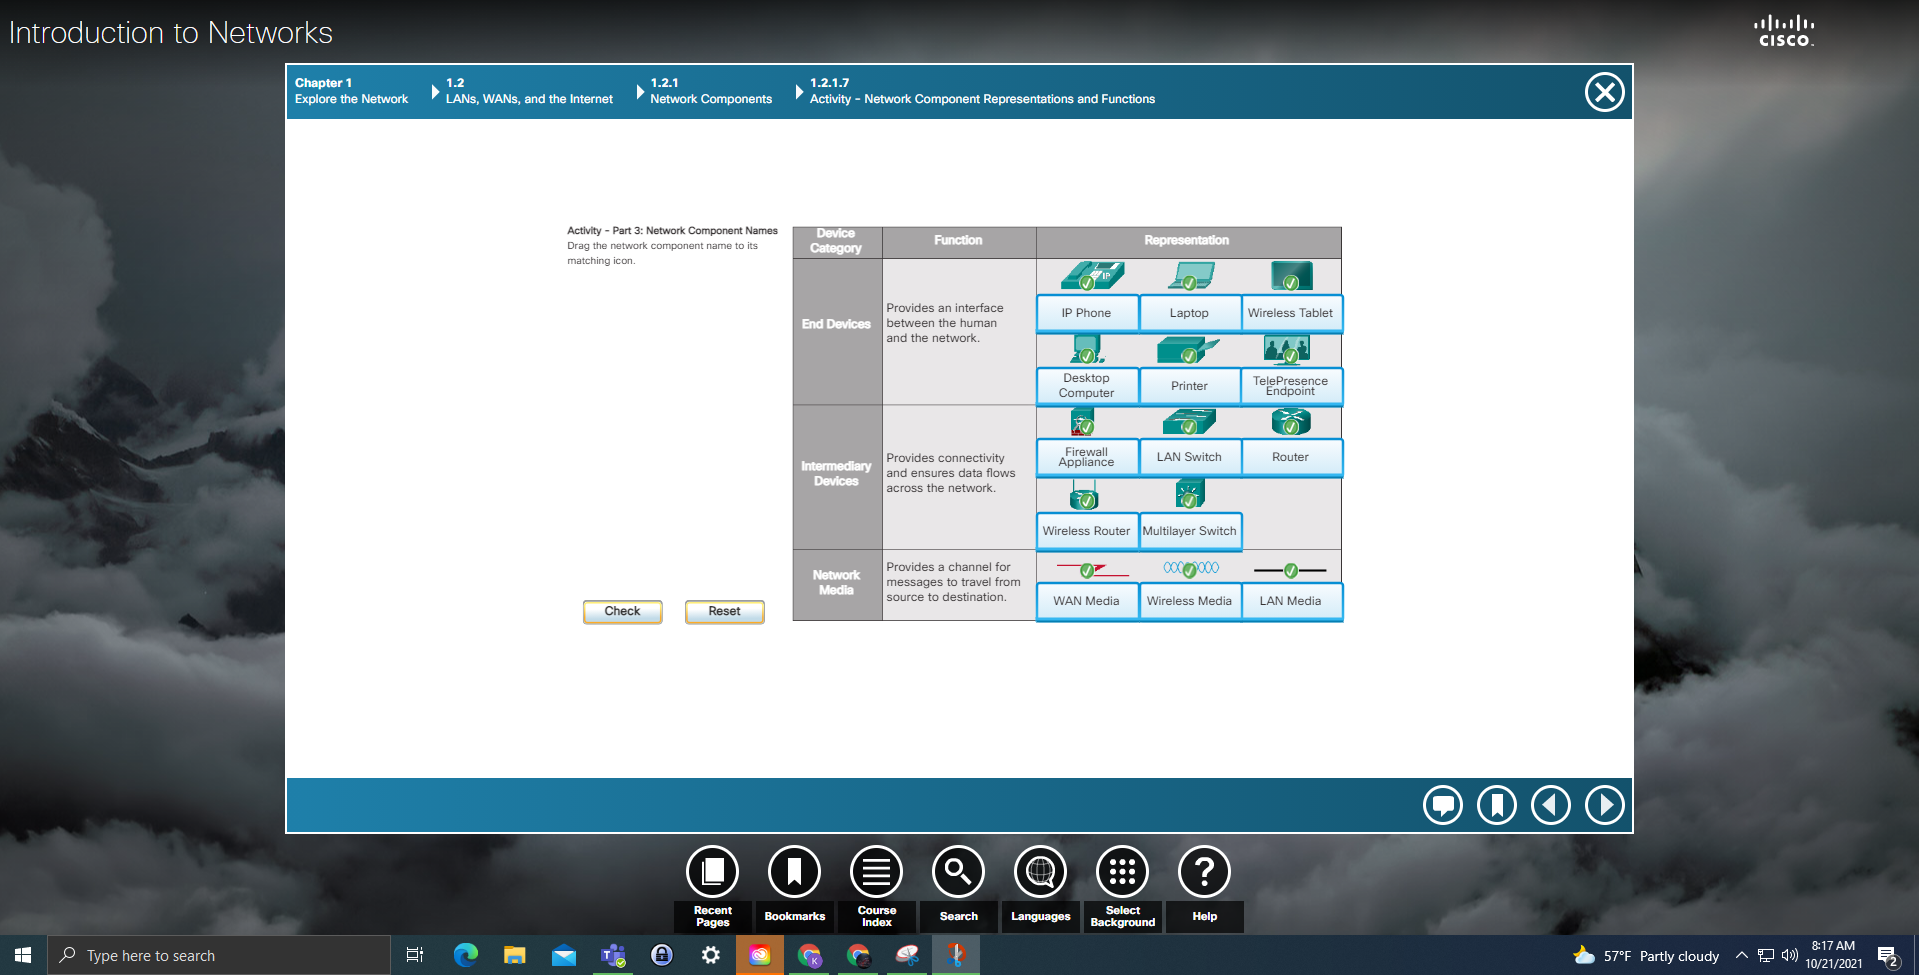 Introduction to Networks
CISCO
Chapter 1
Explore the Network
1.2
LANs, WANs, and the Internet
1.2.1
Network Components
1.2.1.7
Activity - Network Component Representations and Functions
Activity - Part 3: Network Component Names
Drag the network component name to its
matching icon.
Device
Category
Function
Representation
End Devices
Provides an interface
between the human
and the network.
IP
IP Phone
Laptop
Wireless Tablet
Desktop
Computer
Printer
TelePresence
Endpoint
Intermediary
Devices
Provides connectivity
and ensures data flows
across the network.
Firewall
Appliance
LAN Switch
Router
Wireless Router
Multilayer Switch
Network
Media
Provides a channel for
messages to travel from
source to destination.
WAN Media
Wireless Media
LAN Media
Check
Reset
Recent
Pages
Bookmarks
Course
Index
Search
Languages
Select
Background
?
Help
Type here to search
57°F Partly cloudy
8:17 AM
10/21/2021
2